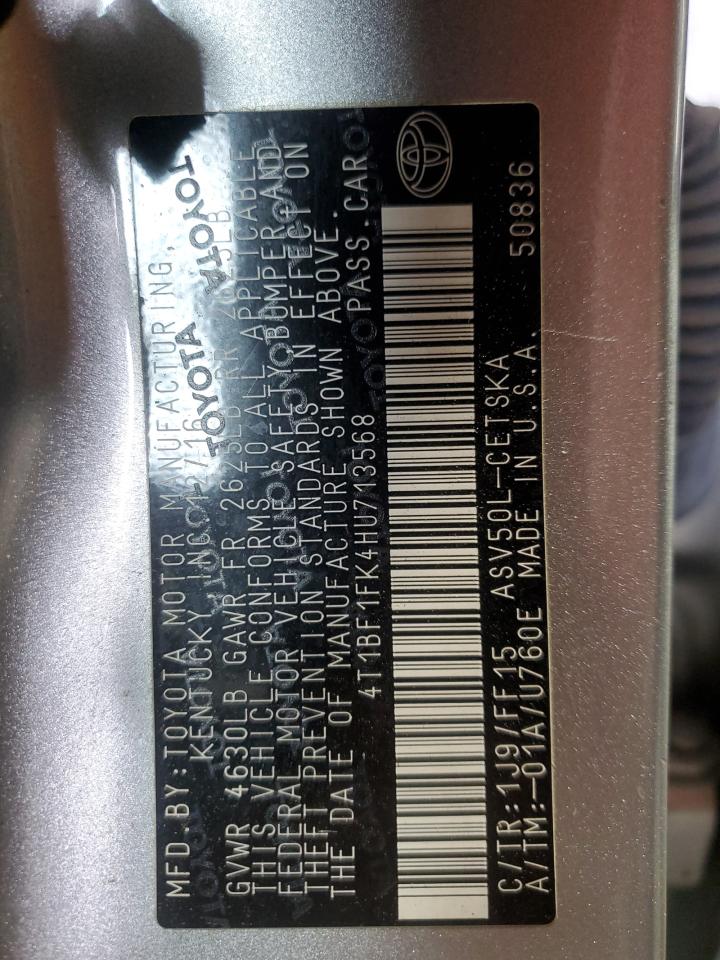 MFD.BY:TOYOTA MOTOR MANUFACTURING,
KENTUCKY, INC. 12/16
GVWR 4630LB GAWR FR 2625LB RR 2625LB
THIS VEHICLE CONFORMS TO ALL APPLICABLE
FEDERAL MOTOR VEHICLE SAFETY, BUMPER, AND
THEFT PREVENTION STANDARDS IN EFFECT ON
THE DATE OF MANUFACTURE SHOWN ABOVE.
4T1BF1FK4HU713568 PASS.CAR
C/TR:1J9/FF15 ASV50L-CETSKA
A/TM:-01A/U760E MADE IN U.S.A. 50836
TOYOTA
TOYOTA